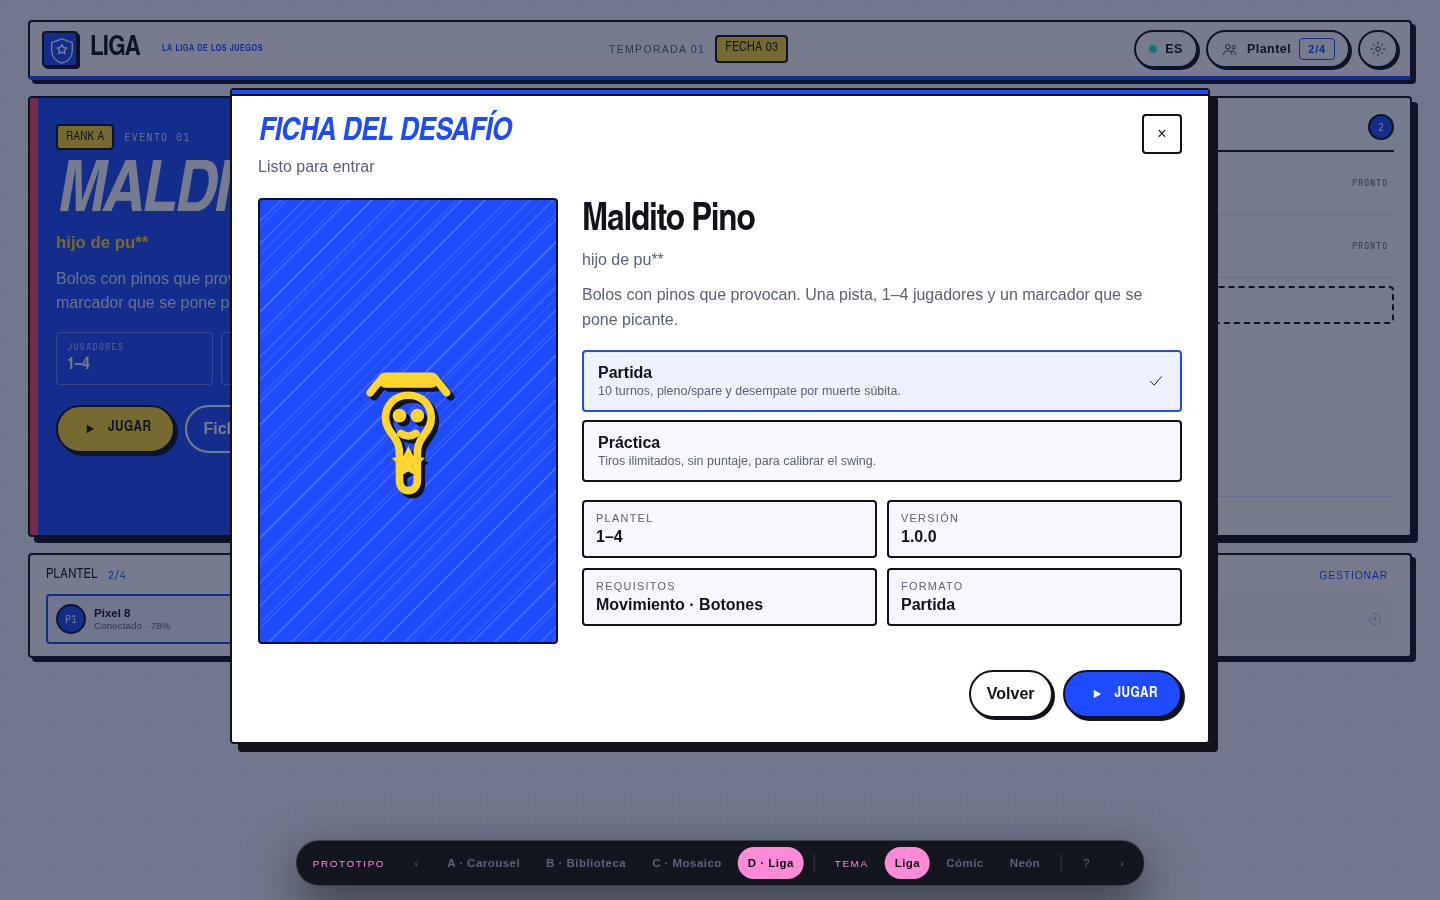 LIGA
LA LIGA DE LOS JUEGOS
TEMPORADA 01
FECHA 03
ES
Plantel
2/4
RANK A
EVENTO 01
MALDI
hijo de pu**
Bolos con pinos que prov
marcador que se pone p
JUGADORES
1–4
JUGAR
Fich
2
PRONTO
PRONTO
PLANTEL
2/4
GESTIONAR
P1
Pixel 8
Conectado · 78%
FICHA DEL DESAFÍO
×
Listo para entrar
Maldito Pino
hijo de pu**
Bolos con pinos que provocan. Una pista, 1–4 jugadores y un marcador que se
pone picante.
Partida
10 turnos, pleno/spare y desempate por muerte súbita.
Práctica
Tiros ilimitados, sin puntaje, para calibrar el swing.
PLANTEL
1–4
VERSIÓN
1.0.0
REQUISITOS
Movimiento · Botones
FORMATO
Partida
Volver
JUGAR
PROTOTIPO
‹
A · Carousel
B · Biblioteca
C · Mosaico
D · Liga
TEMA
Liga
Cómic
Neón
?
›